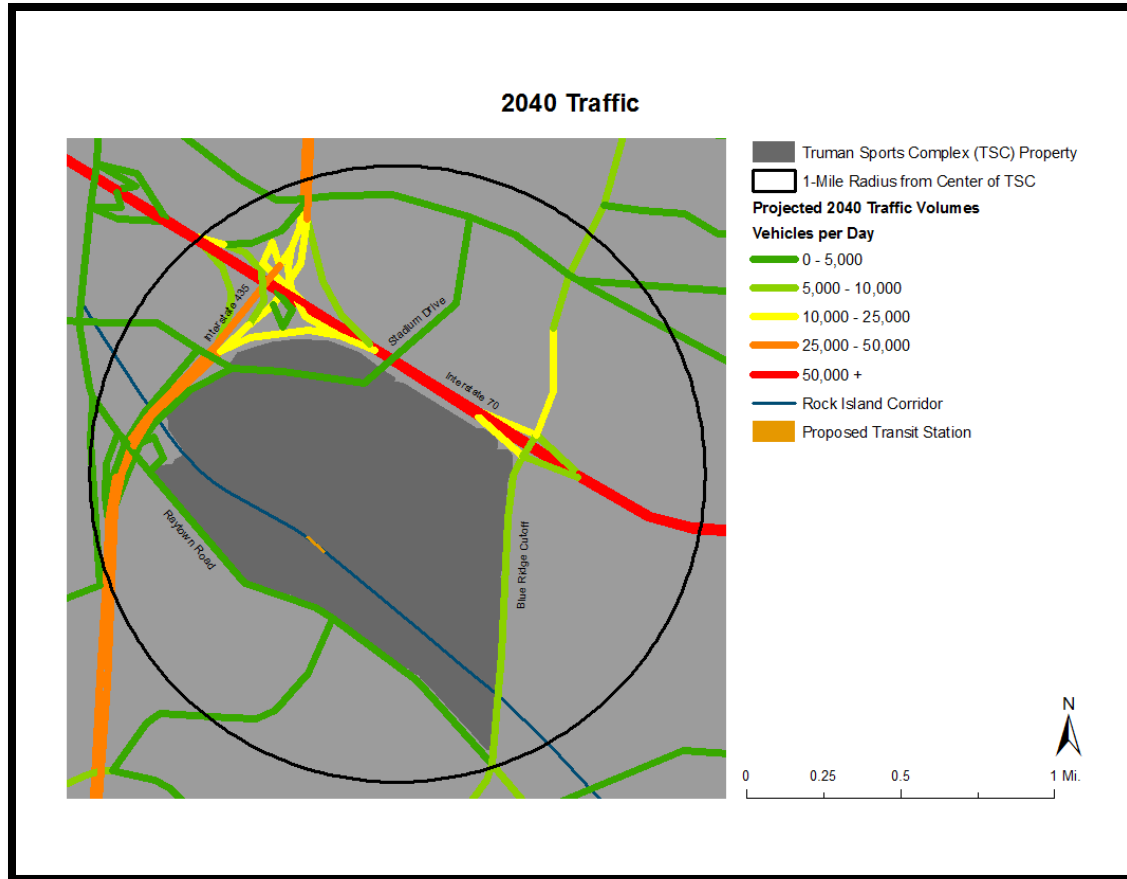 2040 Traffic
Truman Sports Complex (TSC) Property
1-Mile Radius from Center of TSC
Projected 2040 Traffic Volumes
Vehicles per Day
0 - 5,000
5,000 - 10,000
10,000 - 25,000
25,000 - 50,000
50,000 +
Rock Island Corridor
Proposed Transit Station
Interstate 435
Stadium Drive
Interstate 70
Raytown Road
Blue Ridge Cutoff
N
0 0.25 0.5 1 Mi.